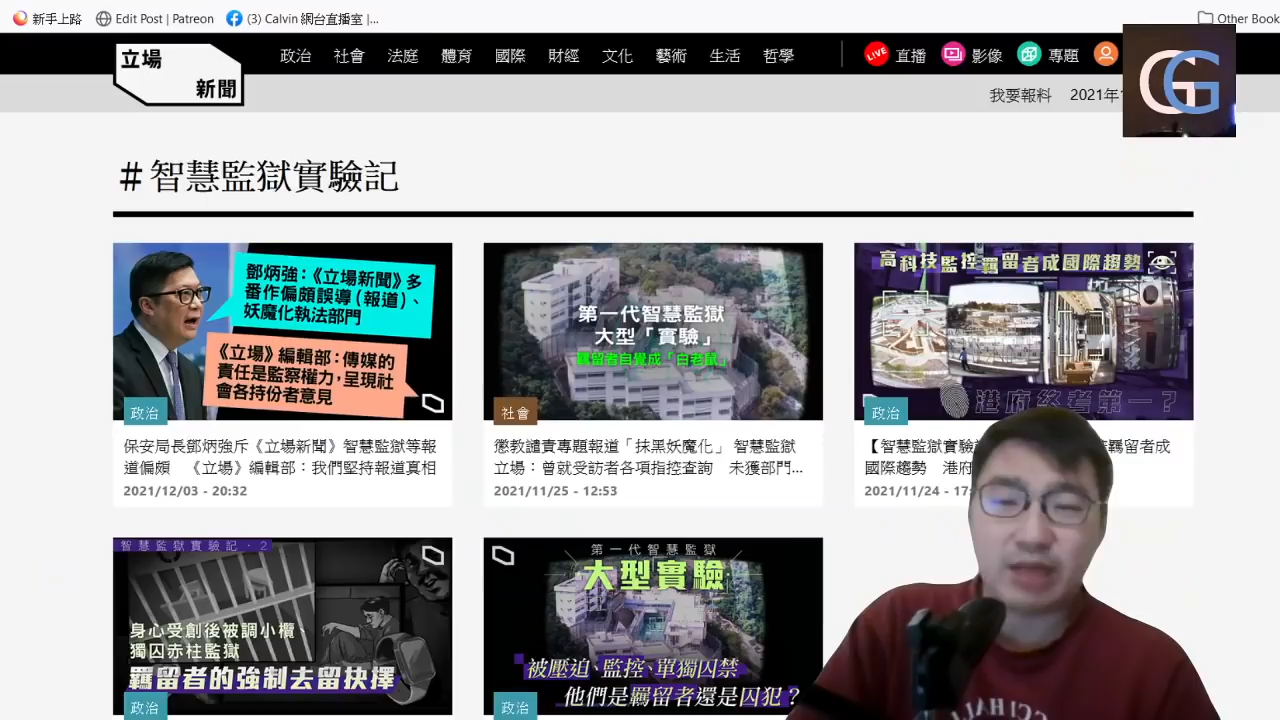 新手上路
Edit Post | Patreon
(3) Calvin 網台直播室 |...
Other Book
立場
新聞
政治 社會 法庭 體育 國際 財經 文化 藝術 生活 哲學
LIVE 直播 影像 專題
我要報料 2021年
GG
#智慧監獄實驗記
鄧炳強：《立場新聞》多
番作偏頗誤導（報道）、
妖魔化執法部門
《立場》編輯部：傳媒的
責任是監察權力，呈現社
會各持份者意見
政治
保安局長鄧炳強斥《立場新聞》智慧監獄等報
道偏頗 《立場》編輯部：我們堅持報道真相
2021/12/03 - 20:32
第一代智慧監獄
大型「實驗」
羈留者自覺成「白老鼠」
社會
懲教譴責專題報道「抹黑妖魔化」 智慧監獄
立場：曾就受訪者各項指控查詢 未獲部門...
2021/11/25 - 12:53
高科技監控羈留者成國際趨勢
港府終者第一？
政治
【智慧監獄實驗
羈留者成
國際趨勢 港府
2021/11/24 - 17:
智慧監獄實驗記·2
身心受創後被調小欖、
獨囚赤柱監獄
羈留者的強制去留抉擇
政治
第一代智慧監獄
大型實驗
被壓迫、監控、單獨囚禁
他們是羈留者還是囚犯？
政治